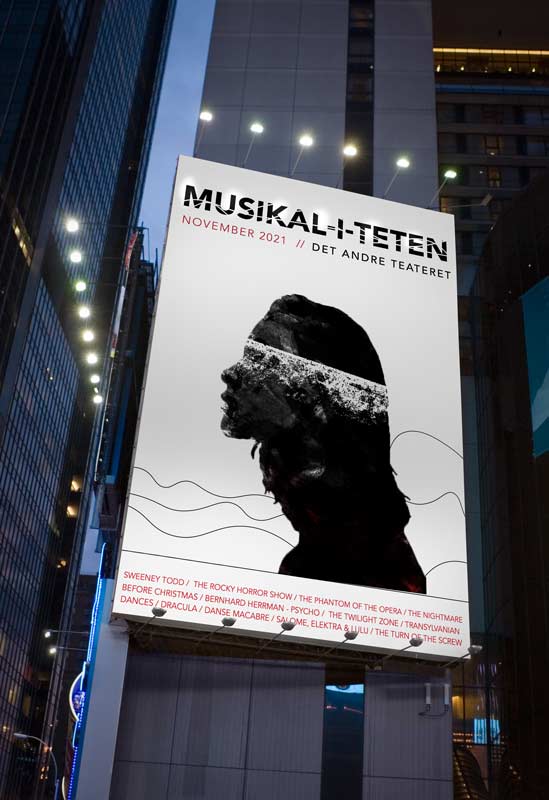 MUSIKAL-I-TETEN
NOVEMBER 2021 // DET ANDRE TEATERET
SWEENEY TODD / THE ROCKY HORROR SHOW / THE PHANTOM OF THE OPERA / THE NIGHTMARE
BEFORE CHRISTMAS / BERNHARD HERRMAN - PSYCHO / THE TWILIGHT ZONE / TRANSYLVANIAN
DANCES / DRACULA / DANSE MACABRE / SALOME, ELEKTRA & LULU / THE TURN OF THE SCREW